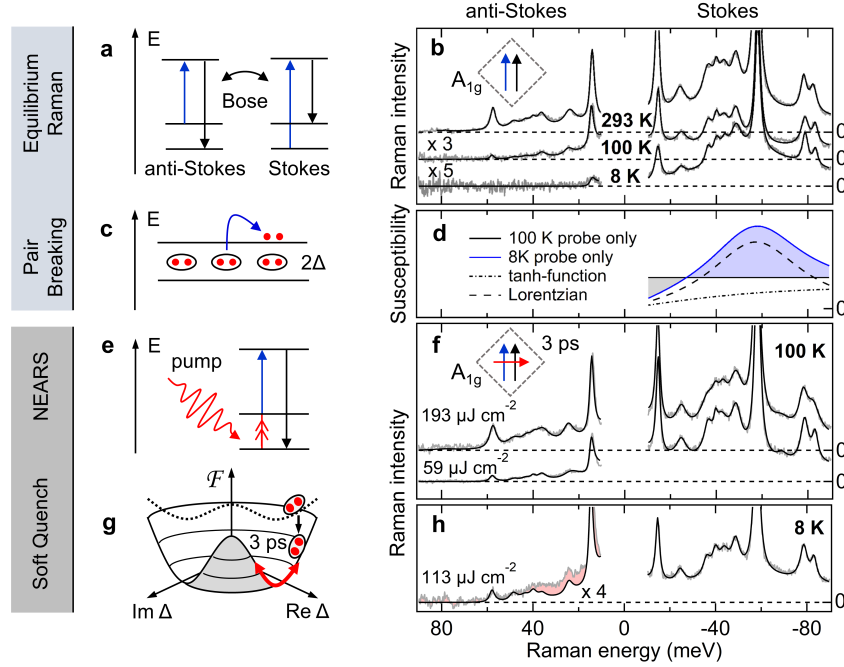 anti-Stokes
Stokes
Equilibrium
Raman
a
E
Bose
anti-Stokes
Stokes
Raman intensity
b
A1g
293 K
x 3
100 K
x 5
8 K
0
0
0
Pair
Breaking
c
E
2Δ
Susceptibility
d
100 K probe only
8K probe only
tanh-function
Lorentzian
0
NEARS
e
E
pump
Raman intensity
f
3 ps
100 K
A1g
193 μJ cm-2
59 μJ cm-2
0
0
Soft Quench
g
ℱ
3 ps
Im Δ
Re Δ
h
8 K
113 μJ cm-2
x 4
0
80
40
0
-40
-80
Raman energy (meV)